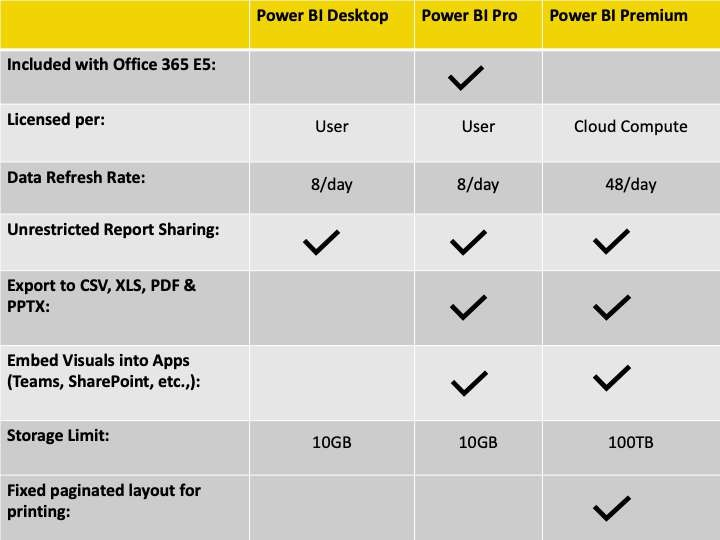 Power BI Desktop Power BI Pro Power BI Premium
Included with Office 365 E5: ✓
Licensed per: User User Cloud Compute
Data Refresh Rate: 8/day 8/day 48/day
Unrestricted Report Sharing: ✓ ✓ ✓
Export to CSV, XLS, PDF &
PPTX: ✓ ✓
Embed Visuals into Apps
(Teams, SharePoint, etc.,): ✓ ✓
Storage Limit: 10GB 10GB 100TB
Fixed paginated layout for
printing: ✓